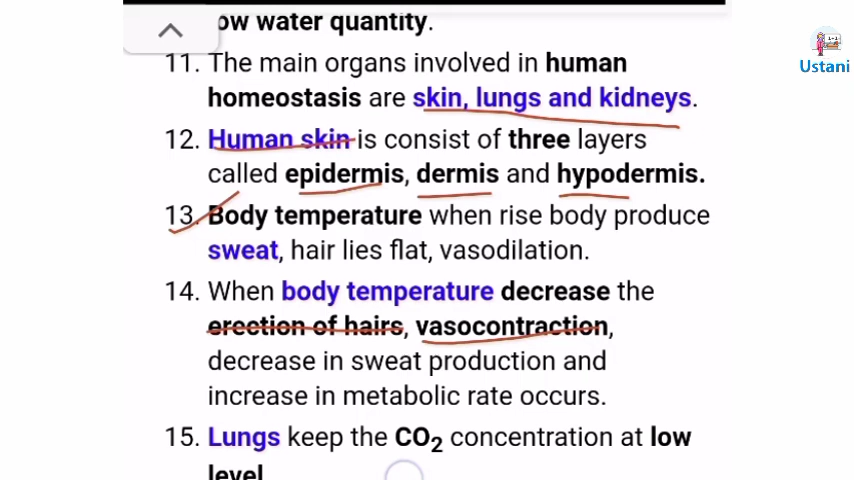 low water quantity.
11. The main organs involved in human
homeostasis are skin, lungs and kidneys.
12. Human skin is consist of three layers
called epidermis, dermis and hypodermis.
13. Body temperature when rise body produce
sweat, hair lies flat, vasodilation.
14. When body temperature decrease the
erection of hairs, vasocontraction,
decrease in sweat production and
increase in metabolic rate occurs.
15. Lungs keep the CO2 concentration at low
level
Ustani